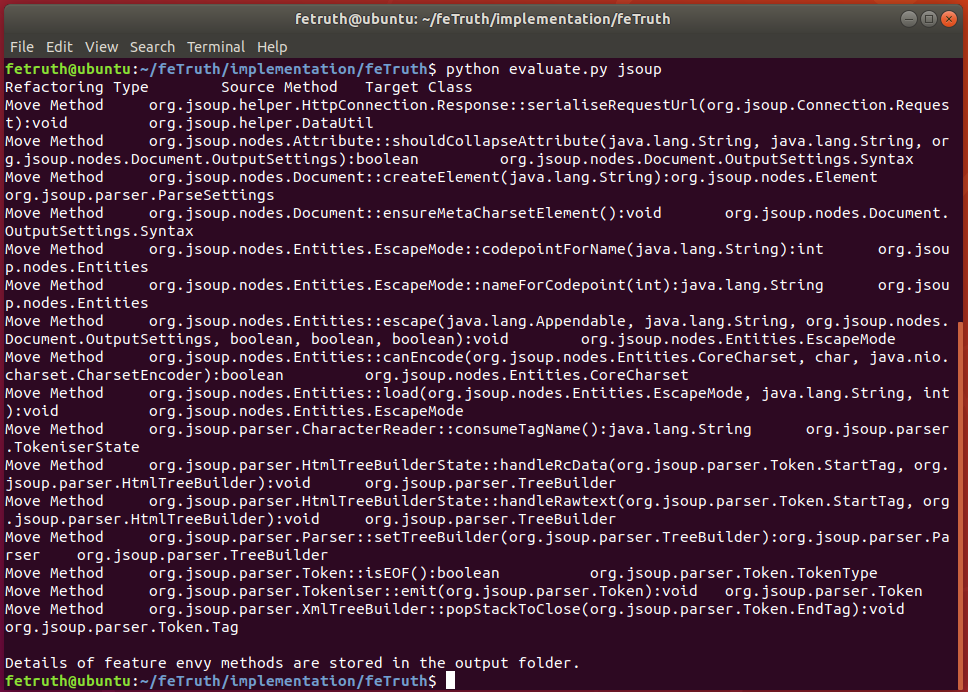 fetruth@ubuntu: ~/feTruth/implementation/feTruth
File Edit View Search Terminal Help
fetruth@ubuntu:~/feTruth/implementation/feTruth$ python evaluate.py jsoup
Refactoring Type        Source Method   Target Class
Move Method     org.jsoup.helper.HttpConnection.Response::serialiseRequestUrl(org.jsoup.Connection.Reques
t):void         org.jsoup.helper.DataUtil
Move Method     org.jsoup.nodes.Attribute::shouldCollapseAttribute(java.lang.String, java.lang.String, or
g.jsoup.nodes.Document.OutputSettings):boolean         org.jsoup.nodes.Document.OutputSettings.Syntax
Move Method     org.jsoup.nodes.Document::createElement(java.lang.String):org.jsoup.nodes.Element
org.jsoup.parser.ParseSettings
Move Method     org.jsoup.nodes.Document::ensureMetaCharsetElement():void       org.jsoup.nodes.Document.
OutputSettings.Syntax
Move Method     org.jsoup.nodes.Entities.EscapeMode::codepointForName(java.lang.String):int      org.jsou
p.nodes.Entities
Move Method     org.jsoup.nodes.Entities.EscapeMode::nameForCodepoint(int):java.lang.String      org.jsou
p.nodes.Entities
Move Method     org.jsoup.nodes.Entities::escape(java.lang.Appendable, java.lang.String, org.jsoup.nodes.
Document.OutputSettings, boolean, boolean, boolean):void        org.jsoup.nodes.Entities.EscapeMode
Move Method     org.jsoup.nodes.Entities::canEncode(org.jsoup.nodes.Entities.CoreCharset, char, java.nio.
charset.CharsetEncoder):boolean         org.jsoup.nodes.Entities.CoreCharset
Move Method     org.jsoup.nodes.Entities::load(org.jsoup.nodes.Entities.EscapeMode, java.lang.String, int
):void          org.jsoup.nodes.Entities.EscapeMode
Move Method     org.jsoup.parser.CharacterReader::consumeTagName():java.lang.String      org.jsoup.parser
.TokeniserState
Move Method     org.jsoup.parser.HtmlTreeBuilderState::handleRcData(org.jsoup.parser.Token.StartTag, org.
jsoup.parser.HtmlTreeBuilder):void      org.jsoup.parser.TreeBuilder
Move Method     org.jsoup.parser.HtmlTreeBuilderState::handleRawtext(org.jsoup.parser.Token.StartTag, org
.jsoup.parser.HtmlTreeBuilder):void     org.jsoup.parser.TreeBuilder
Move Method     org.jsoup.parser.Parser::setTreeBuilder(org.jsoup.parser.TreeBuilder):org.jsoup.parser.Pa
rser    org.jsoup.parser.TreeBuilder
Move Method     org.jsoup.parser.Token::isEOF():boolean          org.jsoup.parser.Token.TokenType
Move Method     org.jsoup.parser.Tokeniser::emit(org.jsoup.parser.Token):void   org.jsoup.parser.Token
Move Method     org.jsoup.parser.XmlTreeBuilder::popStackToClose(org.jsoup.parser.Token.EndTag):void
org.jsoup.parser.Token.Tag
Details of feature envy methods are stored in the output folder.
fetruth@ubuntu:~/feTruth/implementation/feTruth$